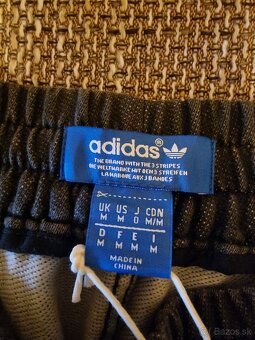 adidas®
THE BRAND WITH THE 3 STRIPES
DIE WELTMARKE MIT DEN 3 STREIFEN
LA MARQUE AUX 3 BANDES
UK US J CDN
M M O M/M
D F E I
M M M M
MADE IN
CHINA
bazos.sk